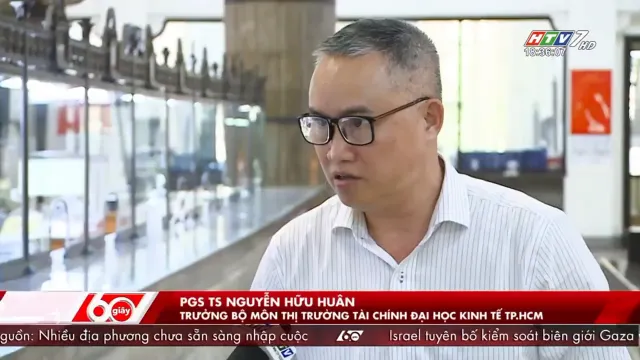 HTV7 HD
18:36:07
PGS TS NGUYỄN HỮU HUÂN
60 giây
TRƯỞNG BỘ MÔN THỊ TRƯỜNG TÀI CHÍNH ĐẠI HỌC KINH TẾ TP.HCM
guồn: Nhiều địa phương chưa sẵn sàng nhập cuộc
60
Israel tuyên bố kiểm soát biên giới Gaza